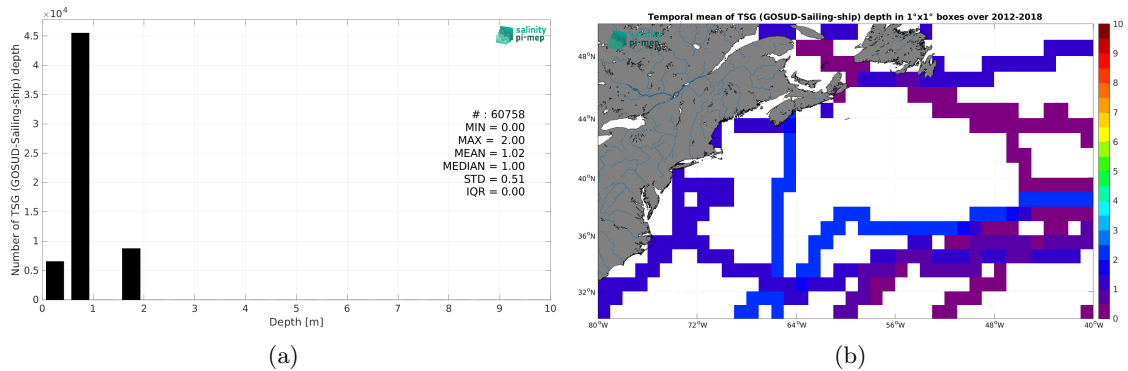 ×10⁴
4.5
4
3.5
3
2.5
2
1.5
1
0.5
0
Number of TSG (GOSUD-Sailing-ship) depth
0 1 2 3 4 5 6 7 8 9 10
Depth [m]
salinity
pi-mep
# : 60758
MIN = 0.00
MAX = 2.00
MEAN = 1.02
MEDIAN = 1.00
STD = 0.51
IQR = 0.00
(a)
Temporal mean of TSG (GOSUD-Sailing-ship) depth in 1°x1° boxes over 2012-2018
salinity
pi-mep
48°N
44°N
40°N
36°N
32°N
80°W 72°W 64°W 56°W 48°W 40°W
10
9
8
7
6
5
4
3
2
1
0
(b)